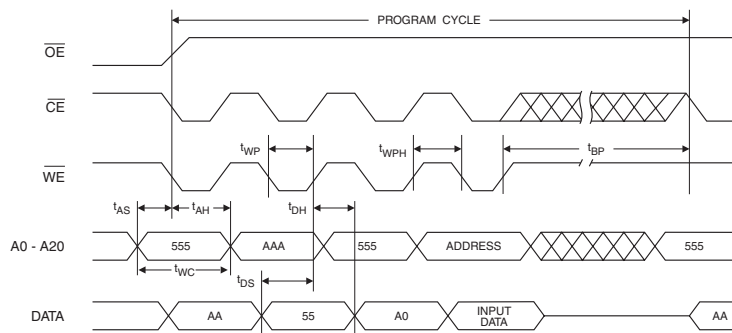 PROGRAM CYCLE
OE
CE
tWP
tWPH
tBP
WE
tAS
tAH
tDH
A0 - A20
555
AAA
555
ADDRESS
555
tWC
tDS
DATA
AA
55
A0
INPUT
DATA
AA